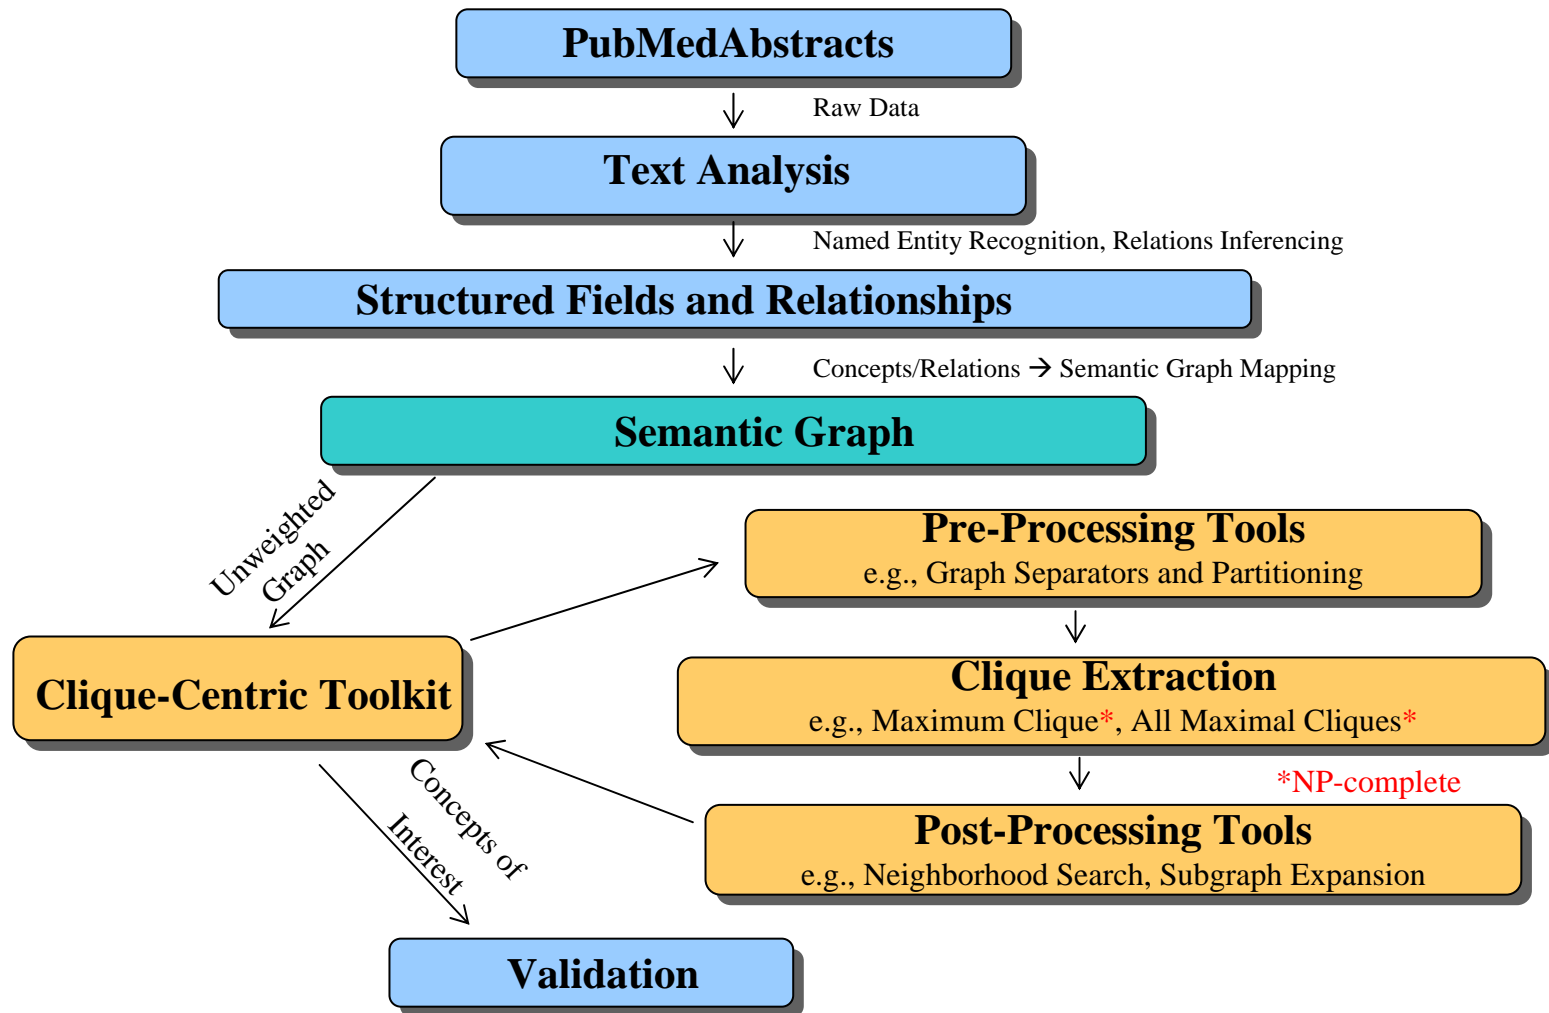 PubMedAbstracts
Raw Data
Text Analysis
Named Entity Recognition, Relations Inferencing
Structured Fields and Relationships
Concepts/Relations → Semantic Graph Mapping
Semantic Graph
Unweighted
Graph
Pre-Processing Tools
e.g., Graph Separators and Partitioning
Clique-Centric Toolkit
Clique Extraction
e.g., Maximum Clique*, All Maximal Cliques*
*NP-complete
Post-Processing Tools
e.g., Neighborhood Search, Subgraph Expansion
Concepts of
Interest
Validation